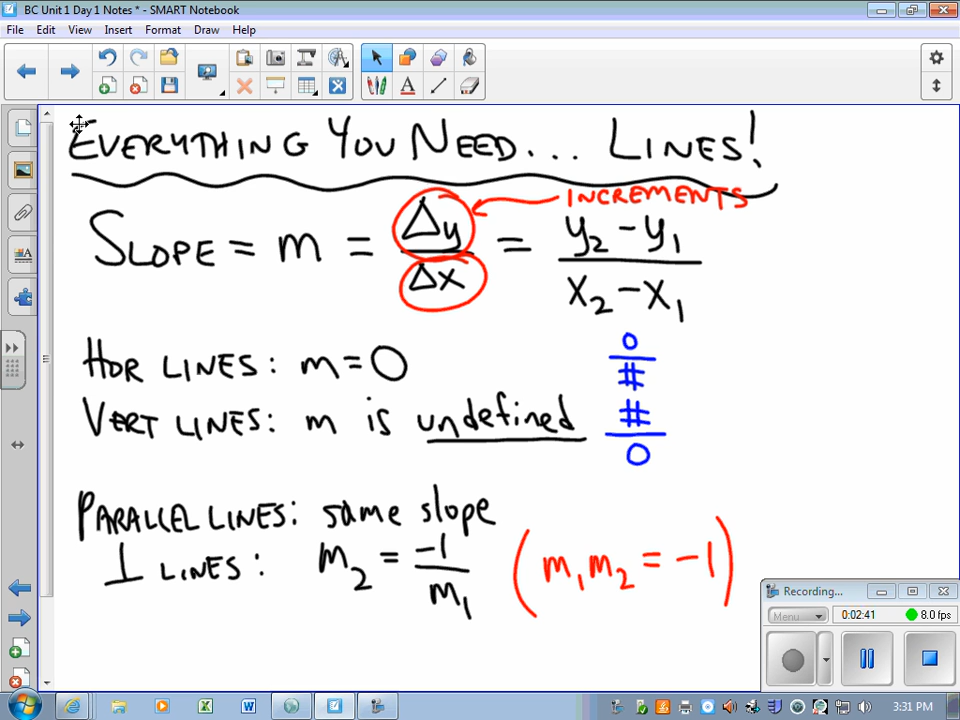 BC Unit 1 Day 1 Notes * - SMART Notebook
File Edit View Insert Format Draw Help
EVERYTHING YOU NEED... LINES!
INCREMENTS
SLOPE = m = Δy/Δx = y₂-y₁/x₂-x₁
HOR LINES: m=0
0/#
VERT LINES: m is undefined
#/0
PARALLEL LINES: same slope
⊥ LINES: m₂ = -1/m₁ (m₁m₂ = -1)
Recording...
Menu 0:02:41 8.0 fps
3:31 PM